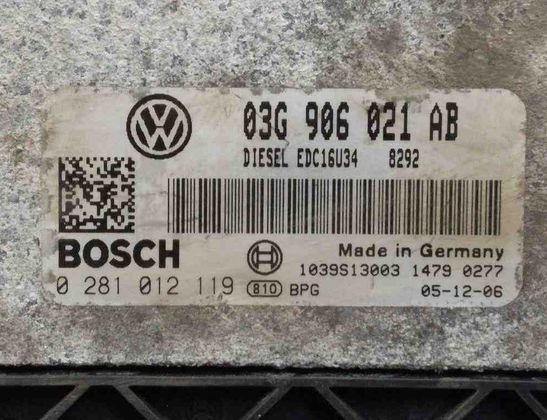 03G 906 021 AB
DIESEL EDC16U34 8292
BOSCH
Made in Germany
1039S13003 1479 0277
0 281 012 119 810 BPG 05-12-06